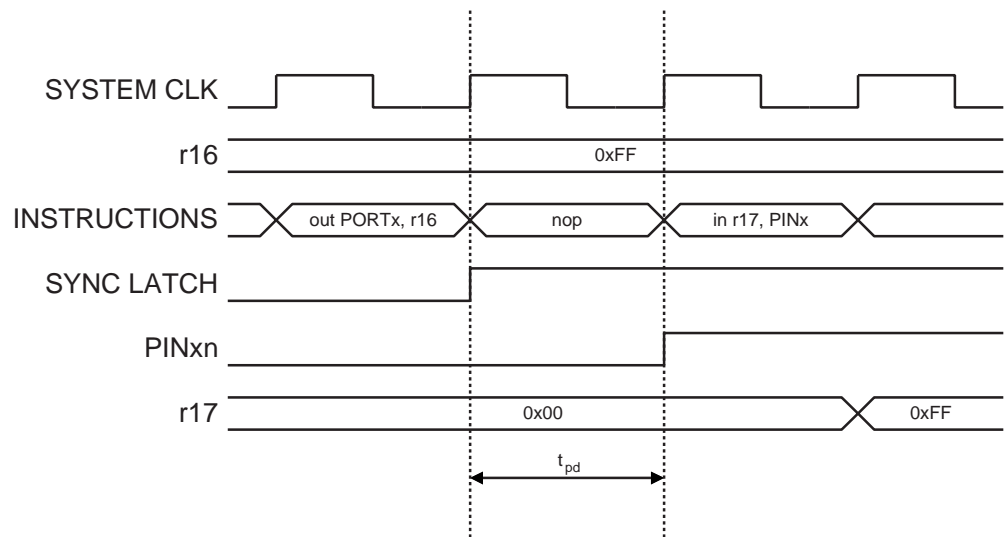 SYSTEM CLK
r16
0xFF
INSTRUCTIONS
out PORTx, r16
nop
in r17, PINx
SYNC LATCH
PINxn
r17
0x00
0xFF
tpd